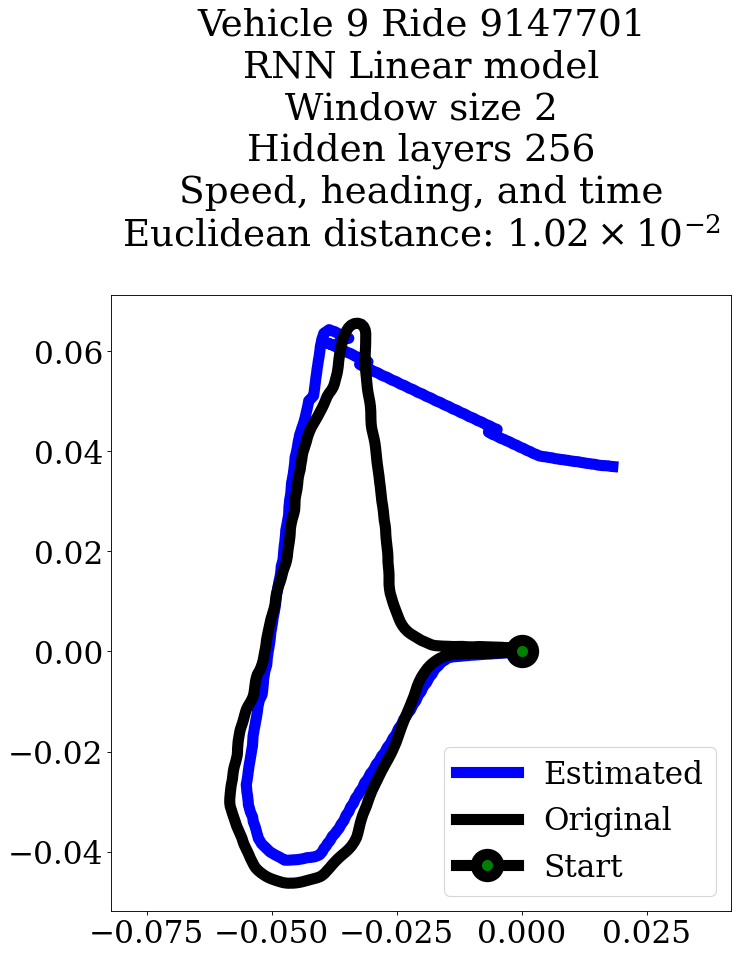 Vehicle 9 Ride 9147701
RNN Linear model
Window size 2
Hidden layers 256
Speed, heading, and time
Euclidean distance: 1.02 × 10⁻²
0.06
0.04
0.02
0.00
−0.02
−0.04
Estimated
Original
Start
−0.075 −0.050 −0.025 0.000 0.025